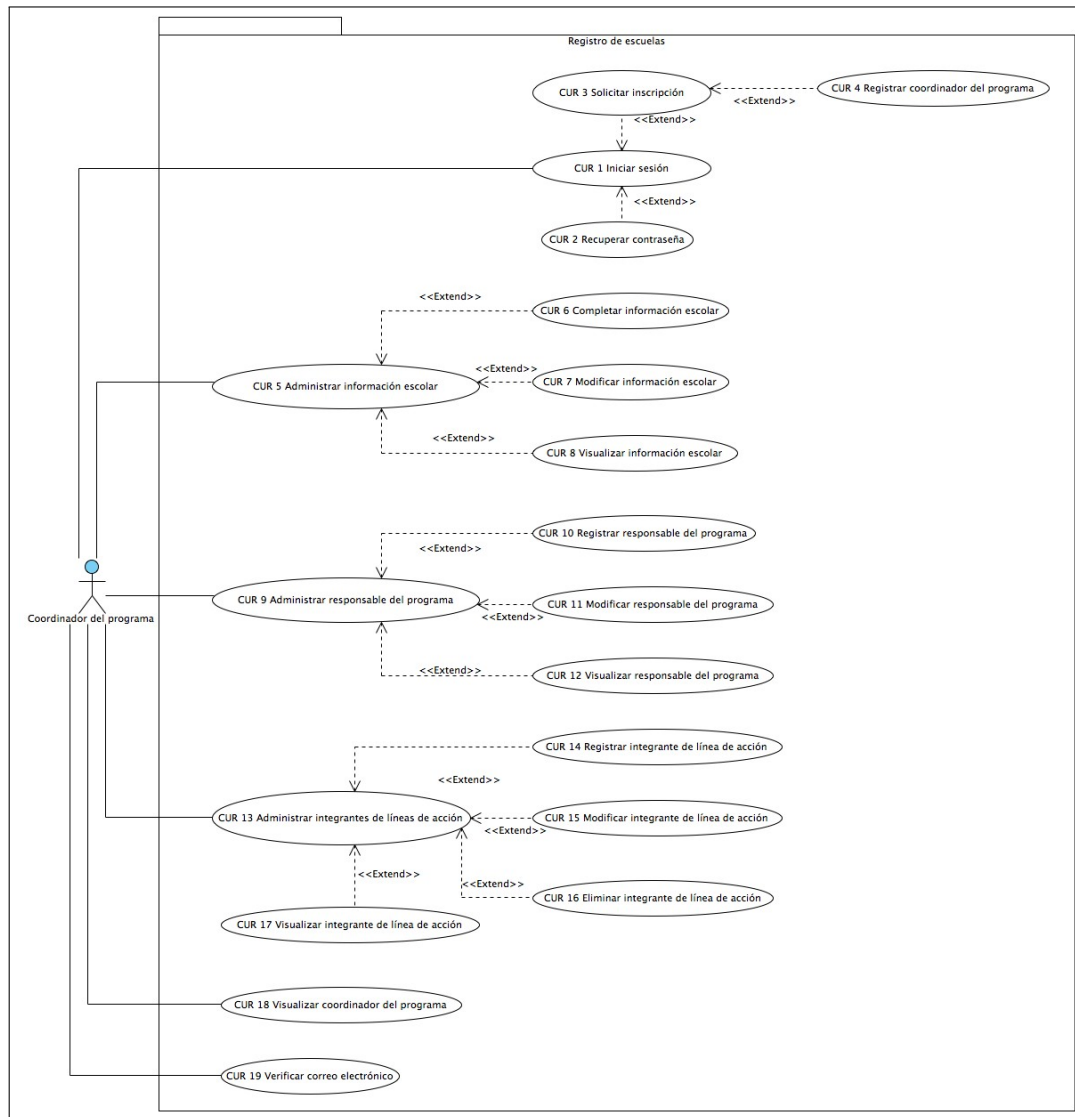 Registro de escuelas
CUR 3 Solicitar inscripción
CUR 4 Registrar coordinador del programa
<<Extend>>
<<Extend>>
CUR 1 Iniciar sesión
<<Extend>>
CUR 2 Recuperar contraseña
<<Extend>>
CUR 6 Completar información escolar
<<Extend>>
CUR 5 Administrar información escolar
CUR 7 Modificar información escolar
<<Extend>>
CUR 8 Visualizar información escolar
CUR 10 Registrar responsable del programa
<<Extend>>
Coordinador del programa
CUR 9 Administrar responsable del programa
CUR 11 Modificar responsable del programa
<<Extend>>
<<Extend>>
CUR 12 Visualizar responsable del programa
CUR 14 Registrar integrante de línea de acción
<<Extend>>
CUR 13 Administrar integrantes de líneas de acción
CUR 15 Modificar integrante de línea de acción
<<Extend>>
<<Extend>>
<<Extend>>
CUR 16 Eliminar integrante de línea de acción
CUR 17 Visualizar integrante de línea de acción
CUR 18 Visualizar coordinador del programa
CUR 19 Verificar correo electrónico